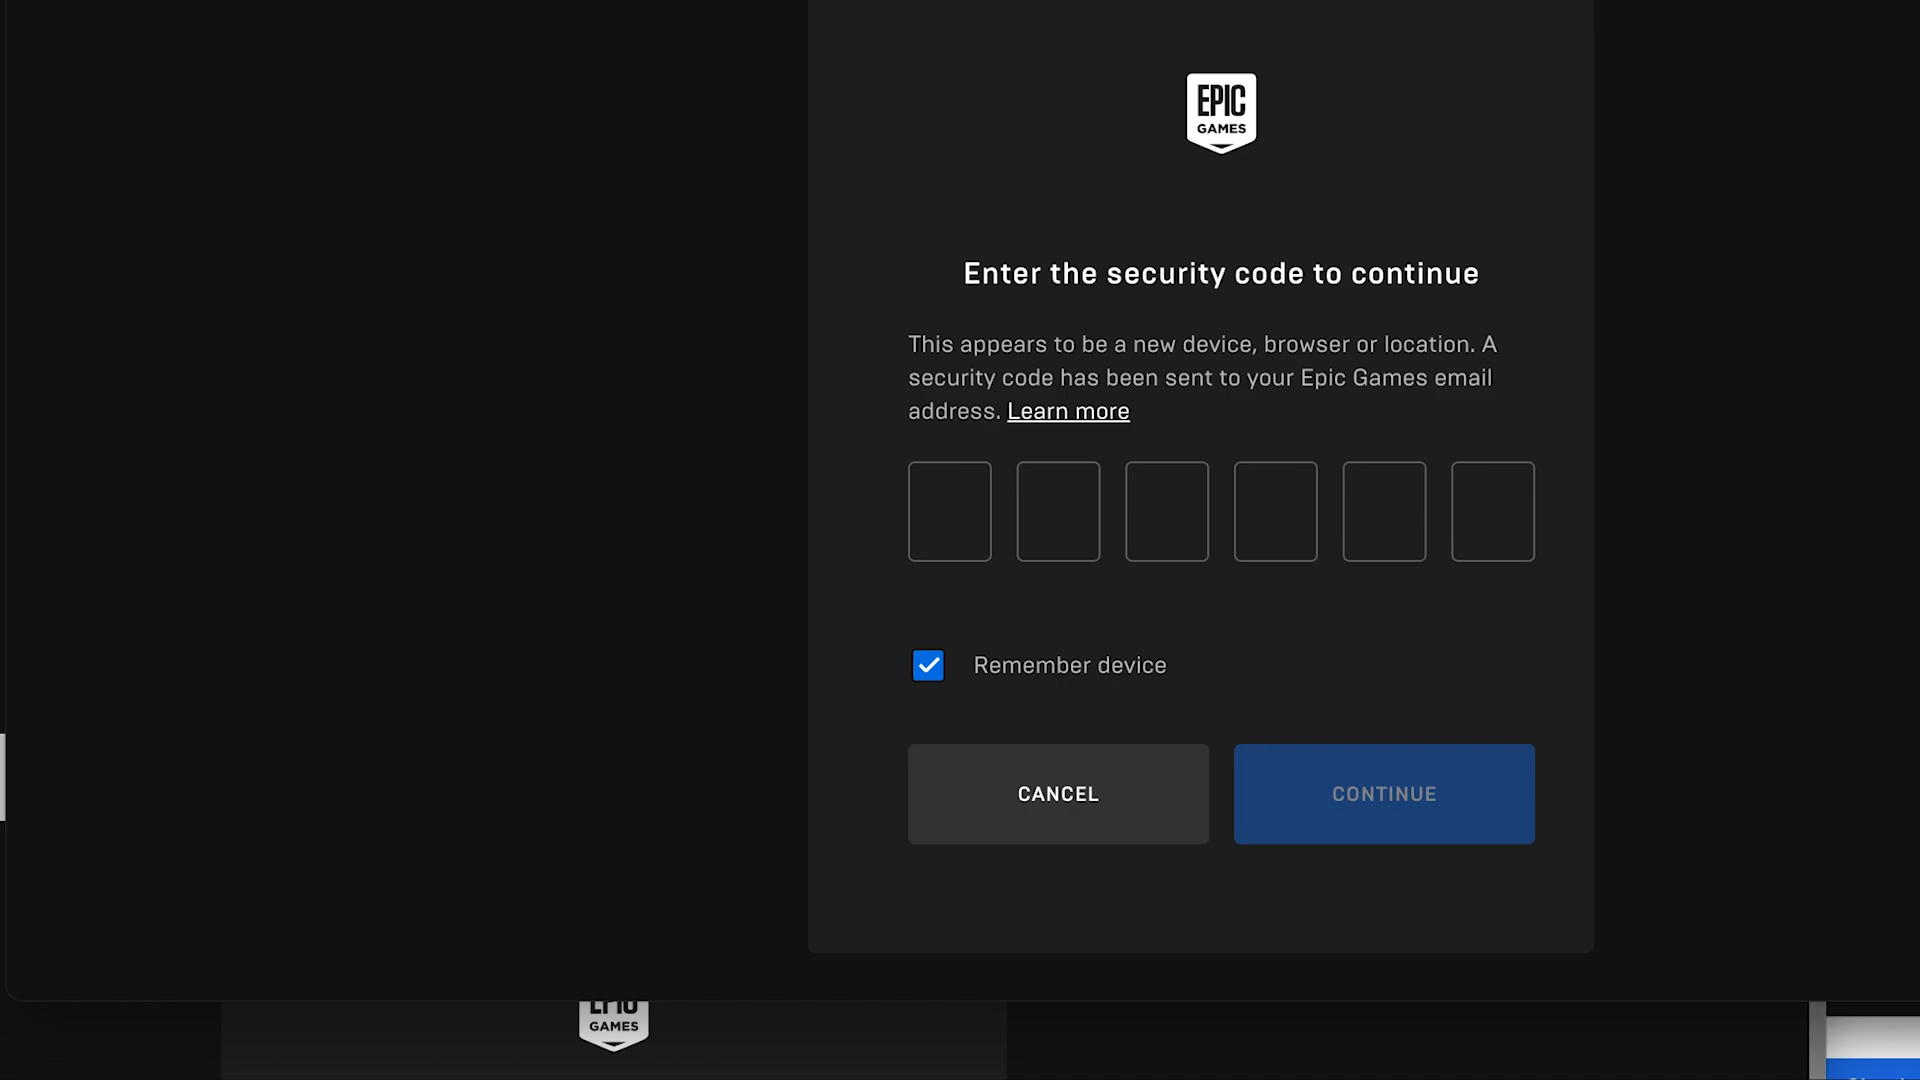 EPIC
GAMES
Enter the security code to continue
This appears to be a new device, browser or location. A
security code has been sent to your Epic Games email
address. Learn more
Remember device
CANCEL
CONTINUE
EPIC
GAMES